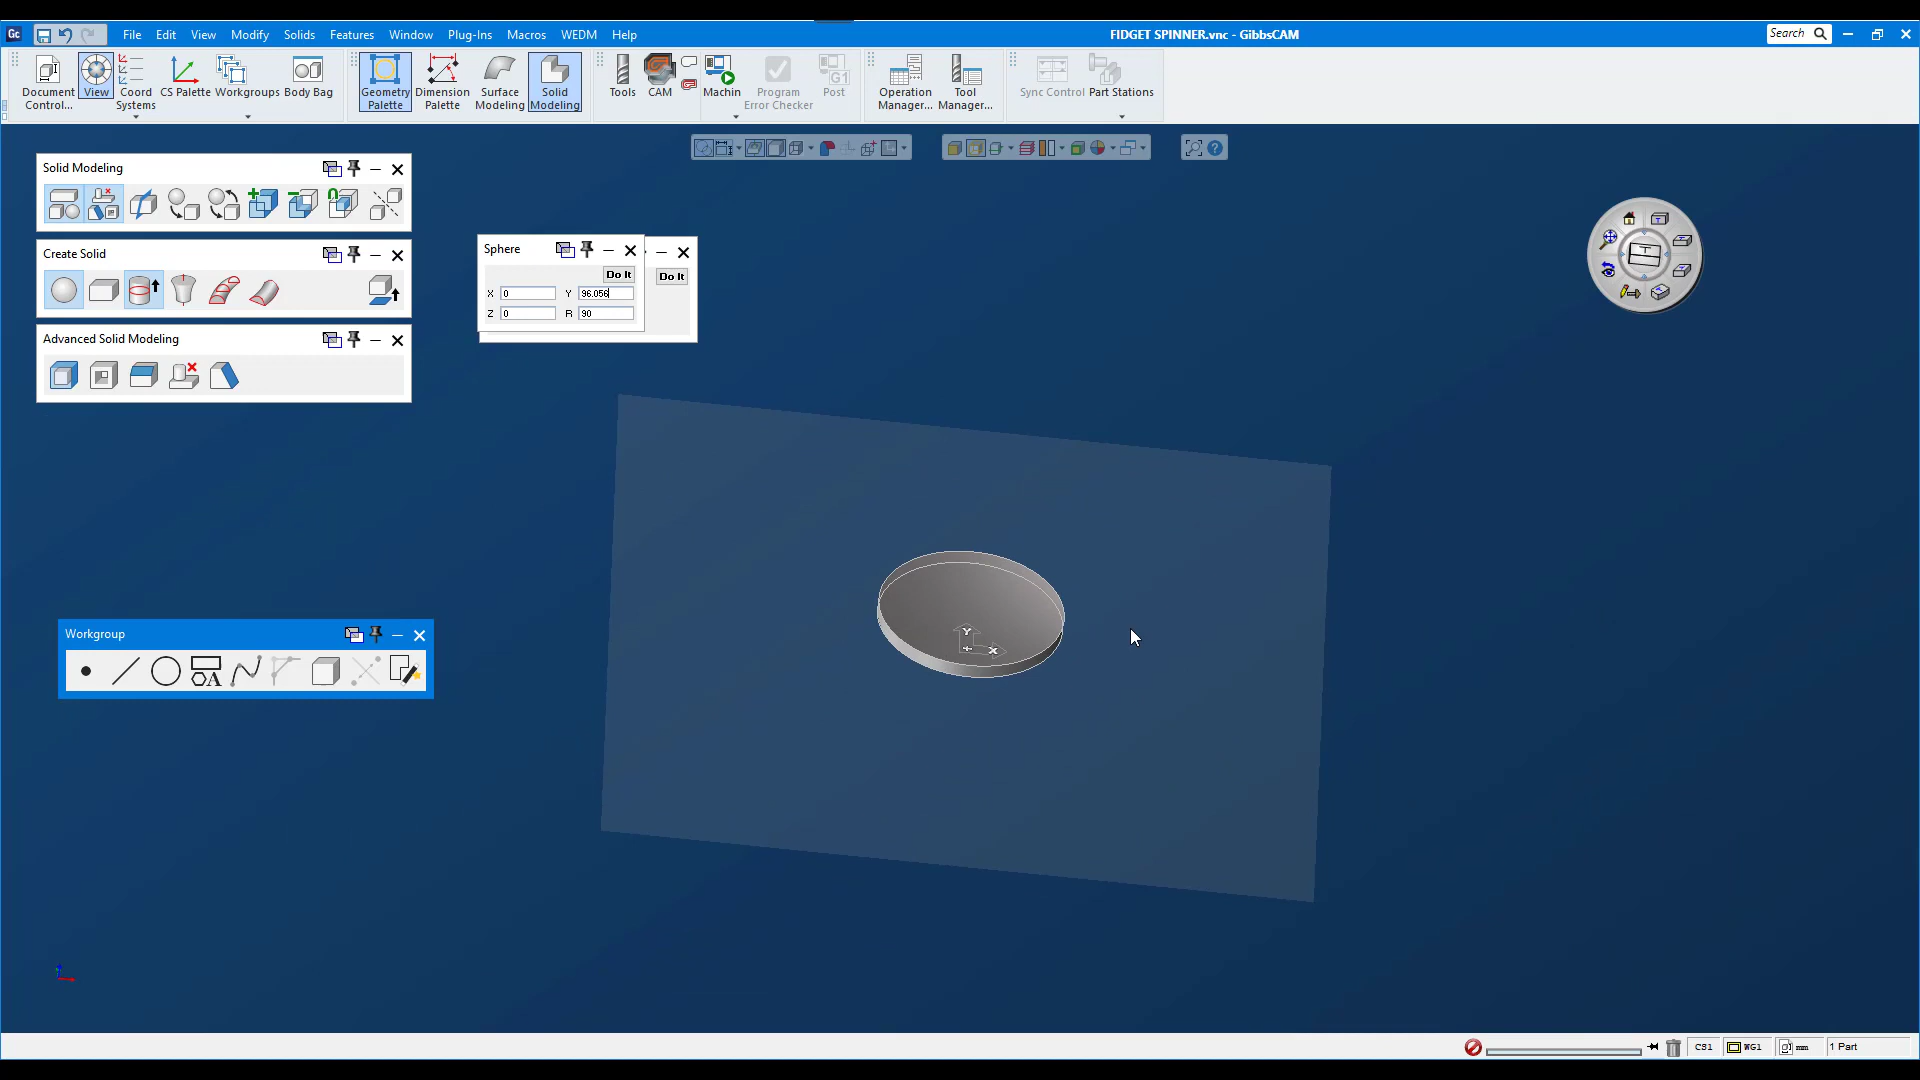 Gc File Edit View Modify Solids Features Window Plug-Ins Macros WEDM Help FIDGET SPINNER.vnc - GibbsCAM Search
Document Control... View Coord Systems CS Palette Workgroups Body Bag Geometry Palette Dimension Palette Surface Modeling Solid Modeling Tools CAM Machin Program Error Checker G1 Post Operation Manager... Tool Manager... Sync Control Part Stations
Solid Modeling
Create Solid
Advanced Solid Modeling
Sphere
Do It Do It
X 0 Y 96.056
Z 0 R 90
T
T
Y
X
Workgroup
A
CS1 WG1 mm 1 Part